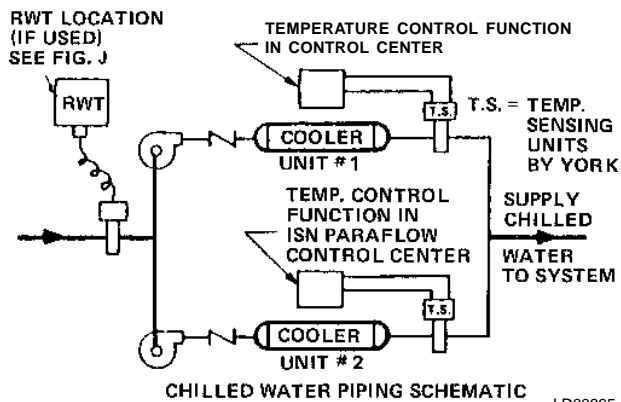 RWT LOCATION
(IF USED)
SEE FIG. J
RWT
TEMPERATURE CONTROL FUNCTION
IN CONTROL CENTER
T.S.
T.S. = TEMP.
SENSING
UNITS
BY YORK
COOLER
UNIT #1
TEMP. CONTROL
FUNCTION IN
ISN PARAFLOW
CONTROL CENTER
SUPPLY
CHILLED
WATER
TO SYSTEM
T.S.
COOLER
UNIT #2
CHILLED WATER PIPING SCHEMATIC